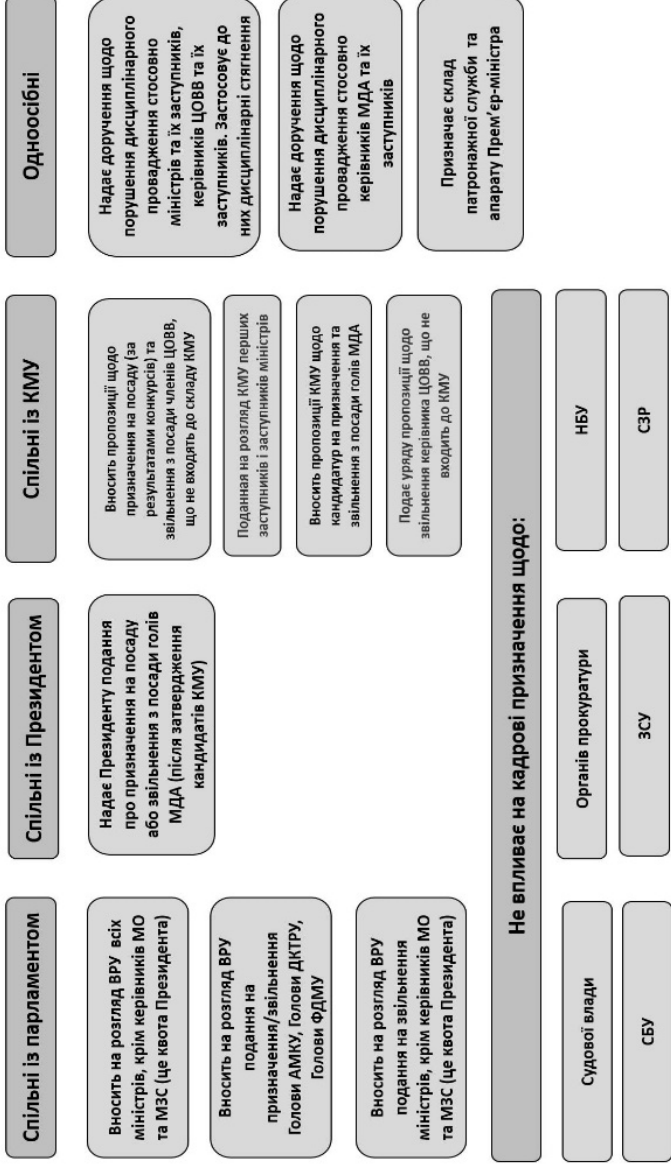 Спільні із парламентом
Вносить на розгляд ВРУ всіх
міністрів, крім керівників МО
та МЗС (це квота Президента)
Вносить на розгляд ВРУ
подання на
призначення/звільнення
Голови АМКУ, Голови ДКТРУ,
Голови ФДМУ
Вносить на розгляд ВРУ
подання на звільнення
міністрів, крім керівників МО
та МЗС (це квота Президента)
Спільні із Президентом
Надає Президенту подання
про призначення на посаду
або звільнення з посади голів
МДА (після затвердження
кандидатів КМУ)
Спільні із КМУ
Вносить пропозиції щодо
призначення на посаду (за
результатами конкурсів) та
звільнення з посади членів ЦОВВ,
що не входять до складу КМУ
Поданная на розгляд КМУ перших
заступників і заступників міністрів
Вносить пропозиції КМУ щодо
кандидатур на призначення та
звільнення з посади голів МДА
Подає уряду пропозиції щодо
звільнення керівника ЦОВВ, що не
входить до КМУ
Одноосібні
Надає доручення щодо
порушення дисциплінарного
провадження стосовно
міністрів та їх заступників,
керівників ЦОВВ та їх
заступників. Застосовує до
них дисциплінарні стягнення
Надає доручення щодо
порушення дисциплінарного
провадження стосовно
керівників МДА та їх
заступників
Призначає склад
патронажної служби та
апарату Прем’єр-міністра
Не впливає на кадрові призначення щодо:
Судової влади
Органів прокуратури
НБУ
СБУ
ЗСУ
СЗР